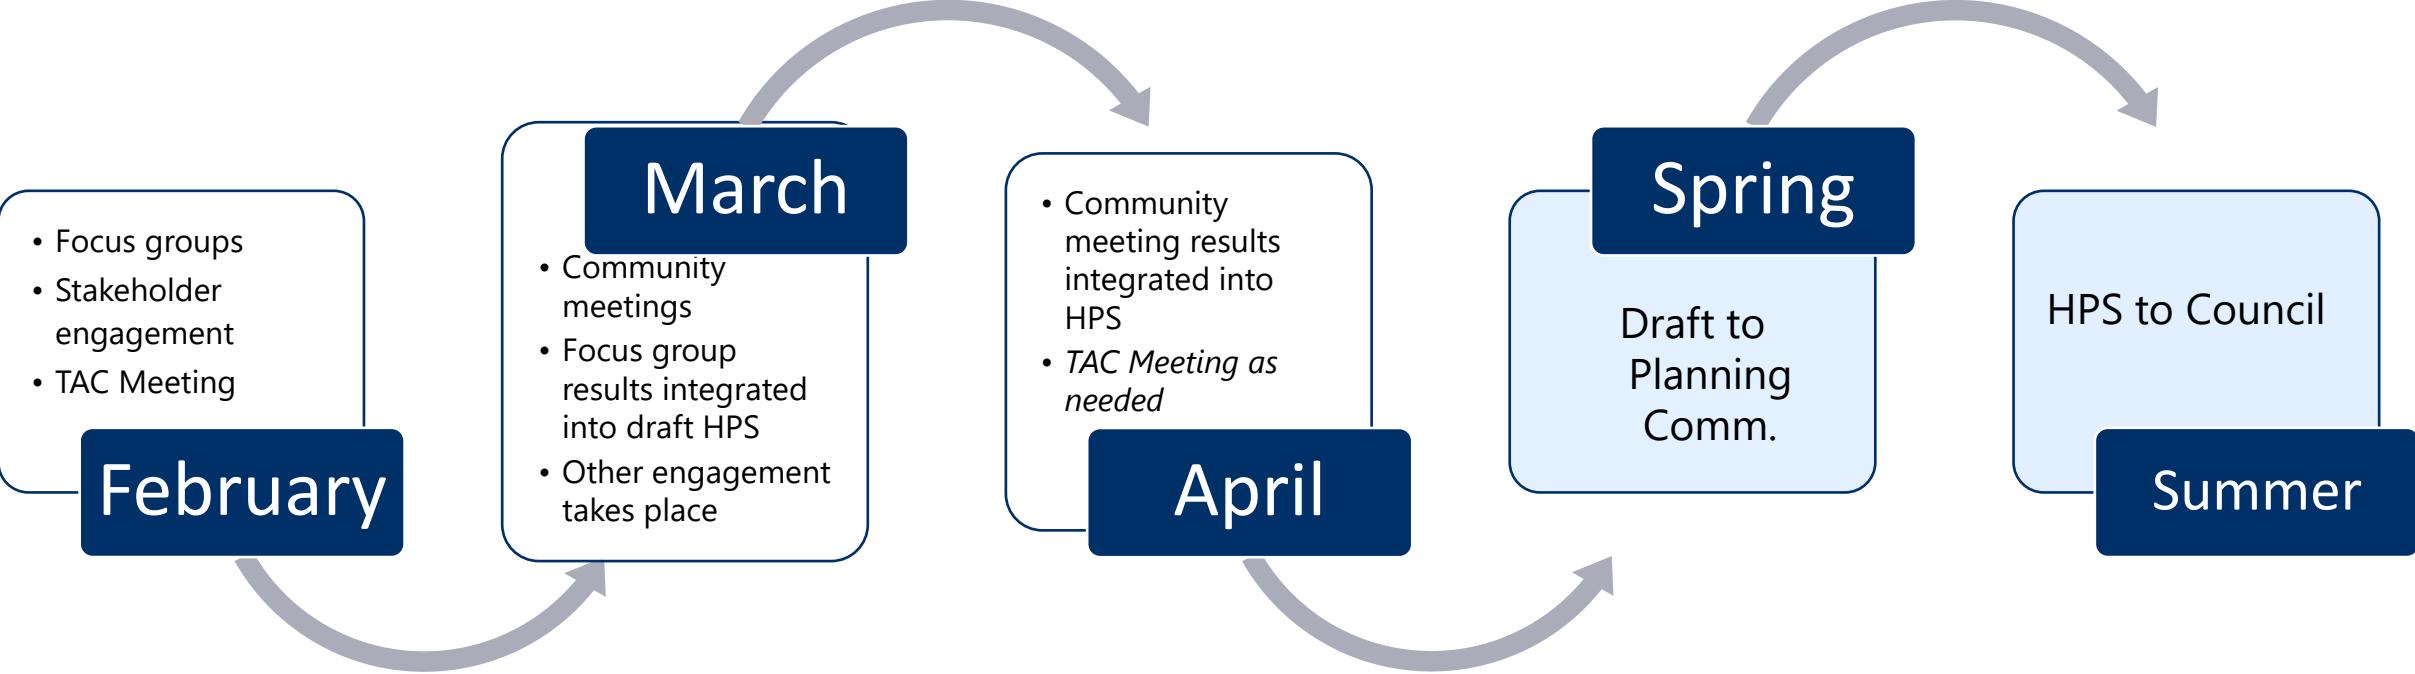 • Focus groups
• Stakeholder
engagement
• TAC Meeting
February
March
• Community
meetings
• Focus group
results integrated
into draft HPS
• Other engagement
takes place
• Community
meeting results
integrated into
HPS
• TAC Meeting as
needed
April
Spring
Draft to
Planning
Comm.
HPS to Council
Summer